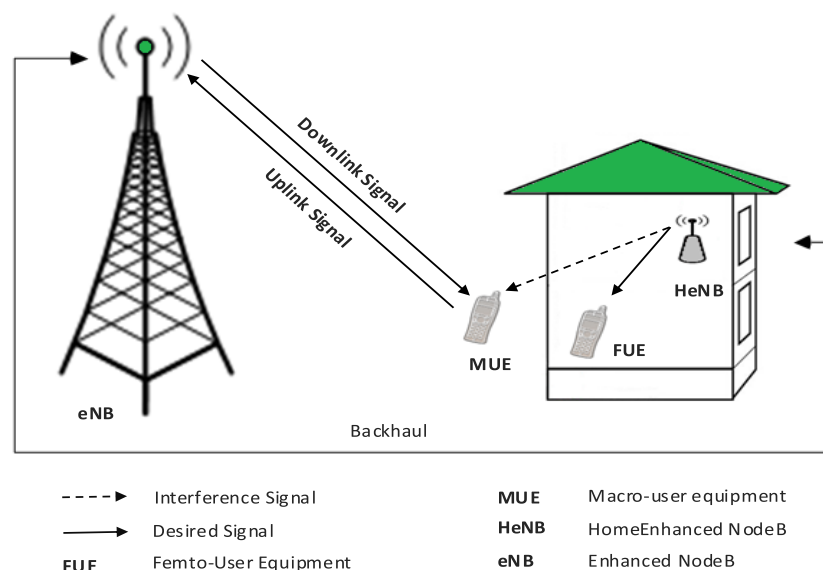 Downlink Signal
Uplink Signal
HeNB
MUE
FUE
eNB
Backhaul
Interference Signal
MUE Macro-user equipment
Desired Signal
HeNB HomeEnhanced NodeB
FUE Femto-User Equipment
eNB Enhanced NodeB